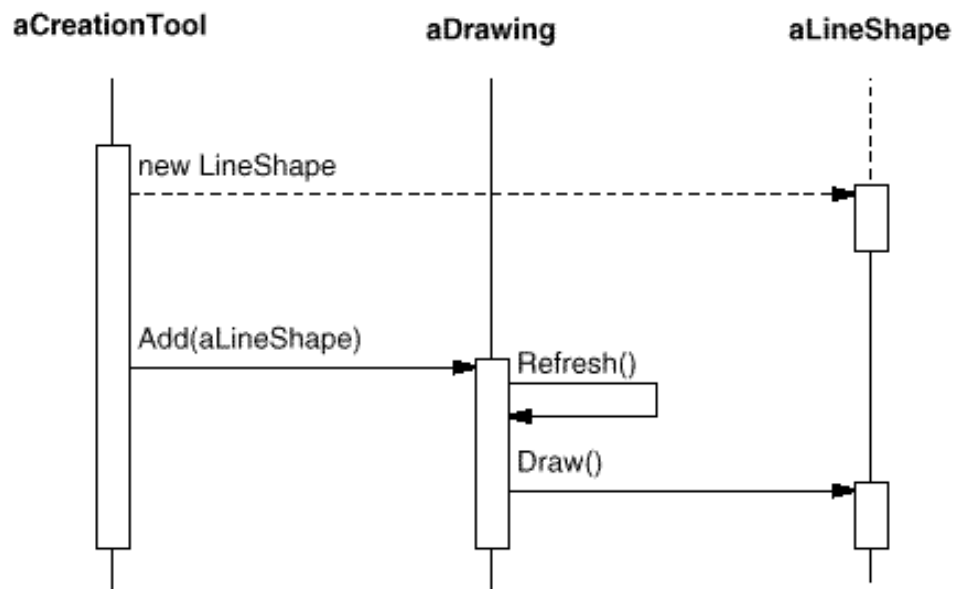 aCreationTool
aDrawing
aLineShape
new LineShape
Add(aLineShape)
Refresh()
Draw()